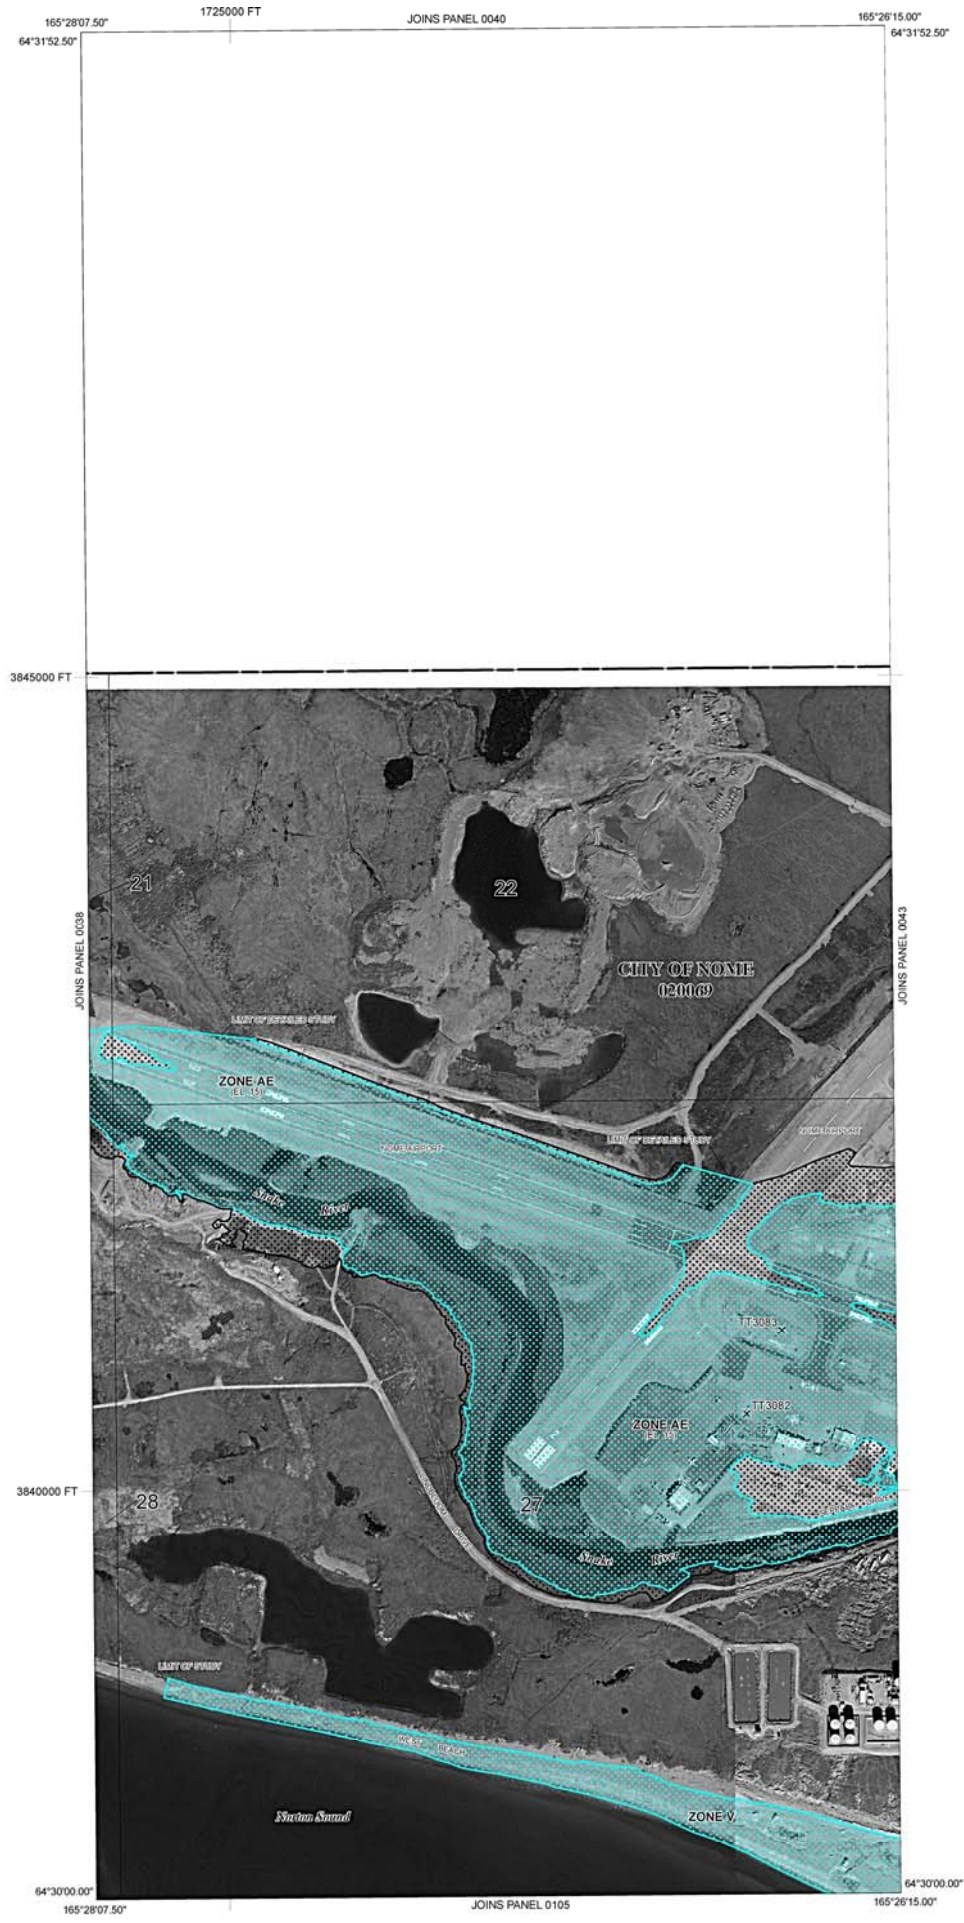 1725000 FT
JOINS PANEL 0040
165°28'07.50"
165°26'15.00"
64°31'52.50"
64°31'52.50"
3845000 FT
21
22
JOINS PANEL 0038
JOINS PANEL 0043
CITY OF NOME
020069
LIMIT OF DETAILED STUDY
ZONE AE
(EL 15)
NOME AIRPORT
LIMIT OF DETAILED STUDY
NOME AIRPORT
Snake River
TT3083
TT3082
ZONE AE
(EL 13)
3840000 FT
28
27
Snake River
LIMIT OF STUDY
WEST BEACH
Norton Sound
ZONE V
64°30'00.00"
64°30'00.00"
165°28'07.50"
JOINS PANEL 0105
165°26'15.00"